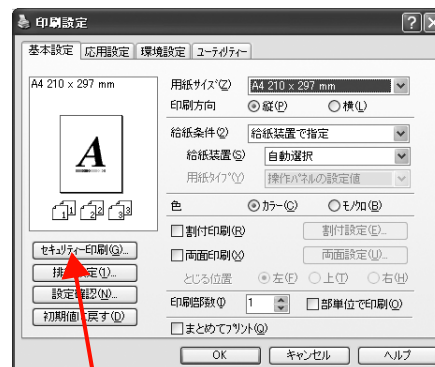 印刷設定
基本設定 応用設定 環境設定 ユーティリティー
A4 210 x 297 mm
A
1 1 2 2 3 3
セキュリティー印刷(G)...
設定確認(N)...
初期値に戻す(D)
用紙サイズ(Z) A4 210 x 297 mm
印刷方向 縦(P) 横(L)
給紙条件(2) 給紙装置で指定
給紙装置(S) 自動選択
用紙タイプ(Y) 操作パネルの設定値
色 カラー(C) モノクロ(B)
割付印刷(R) 割付設定(E)...
両面印刷(X) 両面設定(U)...
とじる位置 左(F) 上(T) 右(H)
印刷部数(I) 1 部単位で印刷(O)
まとめてプリント(Q)
OK キャンセル ヘルプ